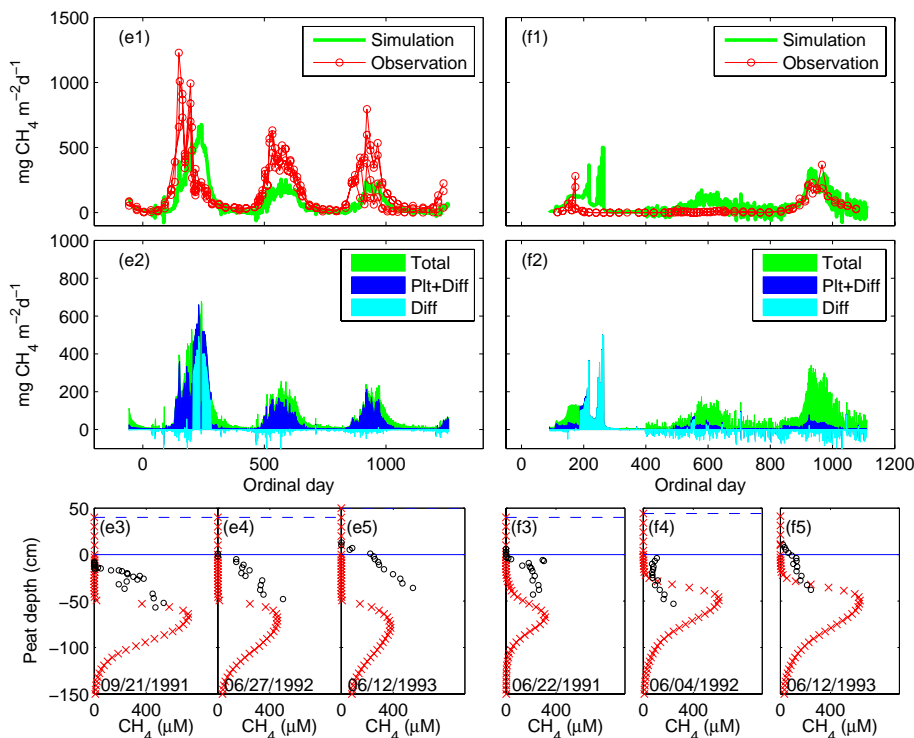 1500
1000
500
0
mg CH4 m−2d−1
(e1)
Simulation
Observation
0
500
1000
(f1)
Simulation
Observation
1000
800
600
400
200
0
mg CH4 m−2d−1
(e2)
Total
Plt+Diff
Diff
0
500
1000
Ordinal day
(f2)
Total
Plt+Diff
Diff
0
200
400
600
800
1000
1200
Ordinal day
50
0
−50
−100
−150
Peat depth (cm)
(e3)
09/21/1991
0
400
CH4 (μM)
(e4)
06/27/1992
0
400
CH4 (μM)
(e5)
06/12/1993
0
400
CH4 (μM)
(f3)
06/22/1991
0
400
CH4 (μM)
(f4)
06/04/1992
0
400
CH4 (μM)
(f5)
06/12/1993
0
400
CH4 (μM)